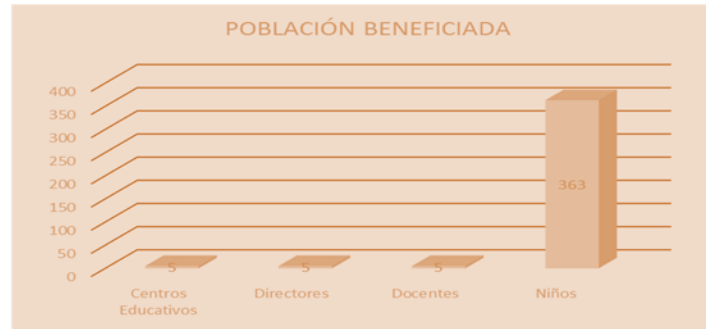 POBLACIÓN BENEFICIADA
400
350
300
250
200
150
100
50
0
5
5
5
363
Centros
Educativos
Directores
Docentes
Niños